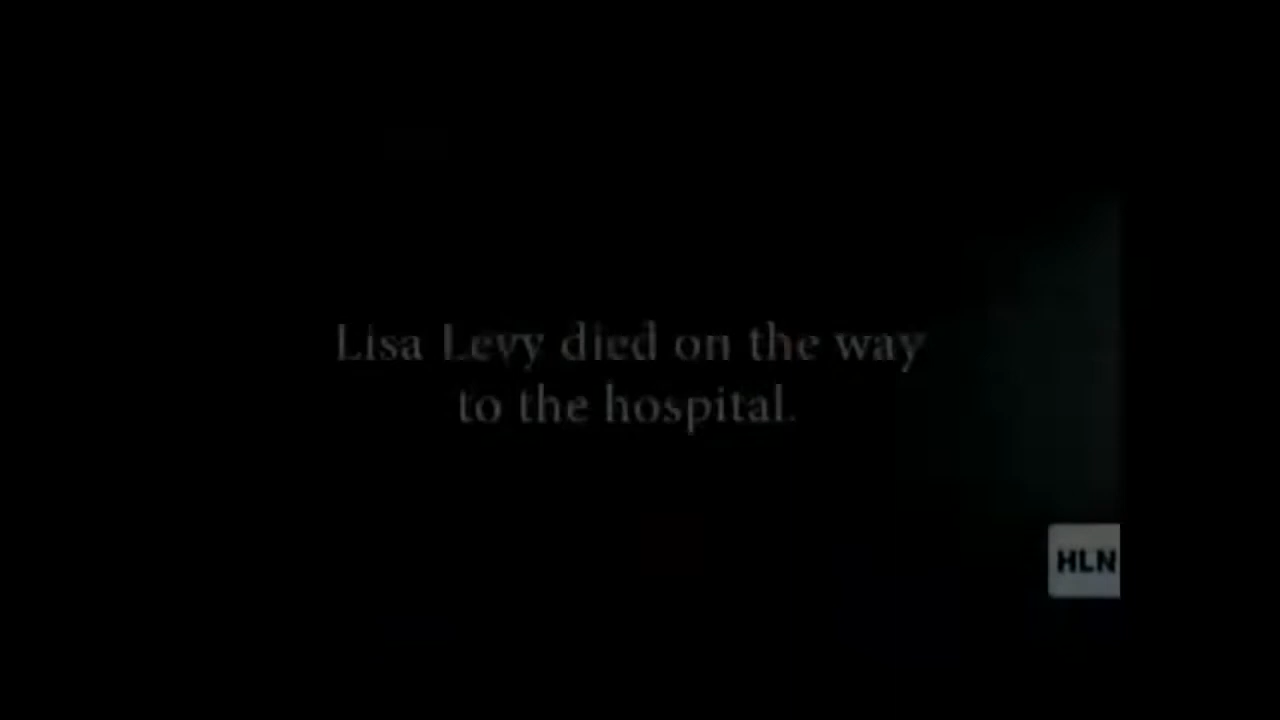 Lisa Levy died on the way
to the hospital.
HLN